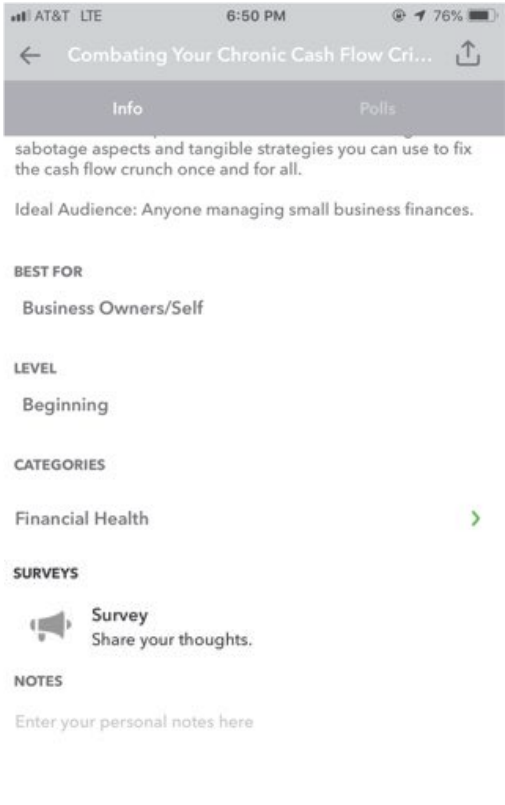 AT&T LTE 6:50 PM 76%
Combating Your Chronic Cash Flow Cri...
Info Polls
sabotage aspects and tangible strategies you can use to fix
the cash flow crunch once and for all.
Ideal Audience: Anyone managing small business finances.
BEST FOR
Business Owners/Self
LEVEL
Beginning
CATEGORIES
Financial Health
SURVEYS
Survey
Share your thoughts.
NOTES
Enter your personal notes here